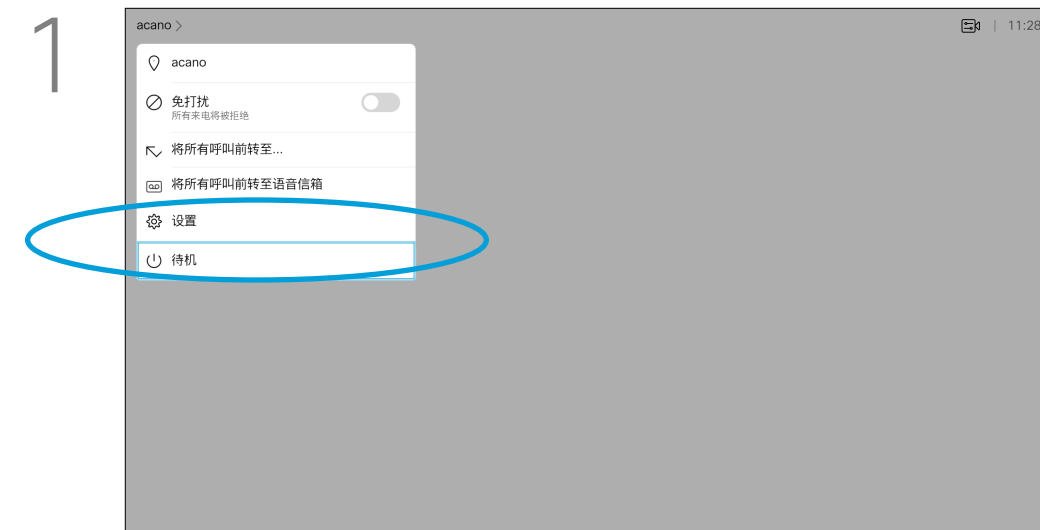 1
acano >
| 11:28
acano
免打扰
所有来电将被拒绝
将所有呼叫前转至...
将所有呼叫前转至语音信箱
设置
待机